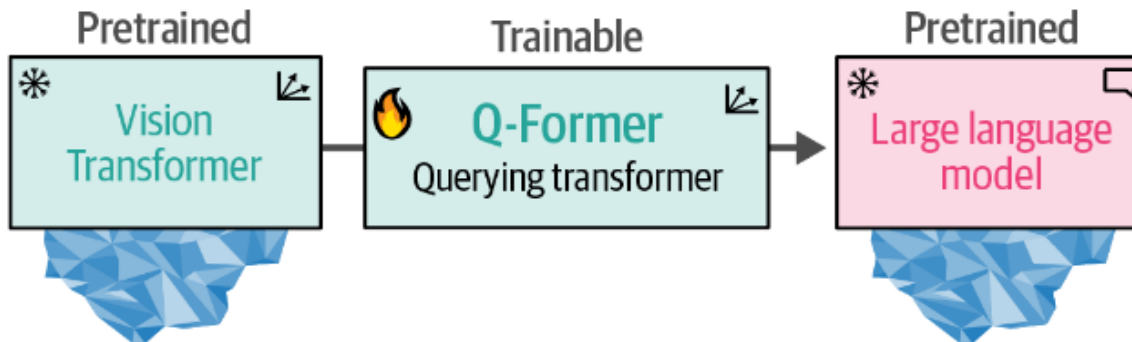 Pretrained
Trainable
Pretrained
Vision
Transformer
Q-Former
Querying transformer
Large language
model